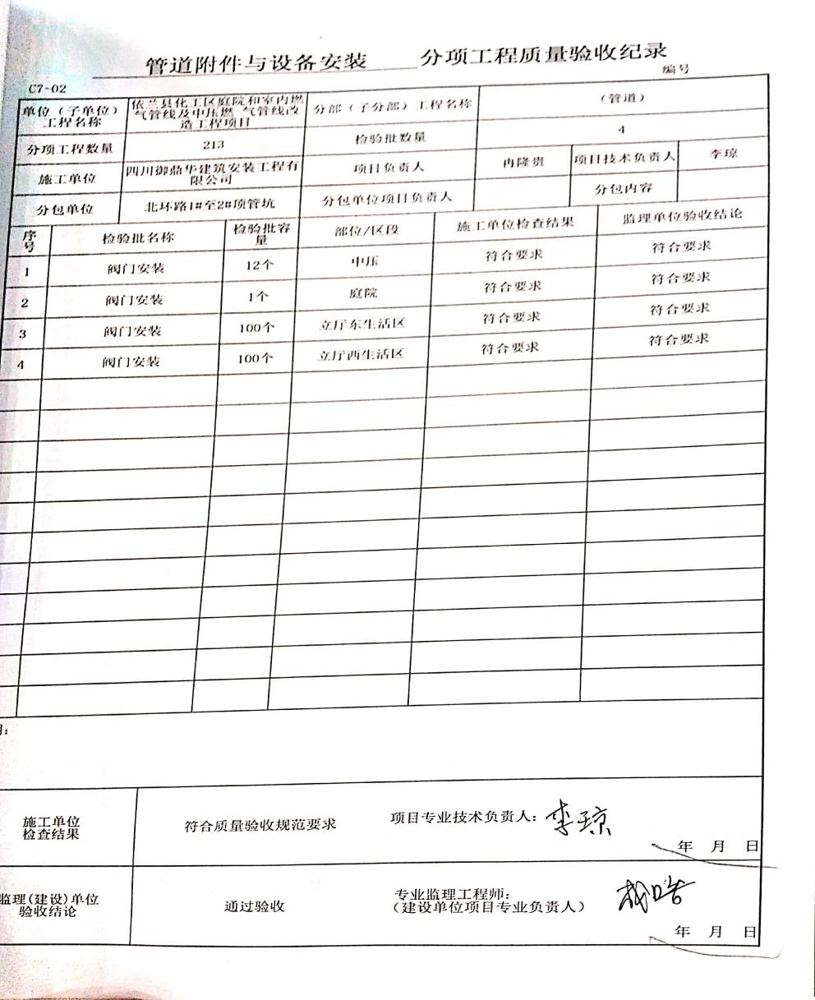 管道附件与设备安装 分项工程质量验收纪录
编号
C7-02
单位（子单位）
工程名称
依兰县化工区庭院和室内燃
气管线及中压燃 气管线改
造工程项目
分部（子分部）工程名称
（管道）
分项工程数量 213 检验批数量 4
施工单位
四川御鼎华建筑安装工程有
限公司
项目负责人 冉隆贵 项目技术负责人 李琼
分包单位 北环路1#至2#顶管坑 分包单位项目负责人 分包内容
序
号
检验批名称
检验批容
量
部位/区段 施工单位检查结果 监理单位验收结论
1 阀门安装 12个 中压 符合要求 符合要求
2 阀门安装 1个 庭院 符合要求 符合要求
3 阀门安装 100个 立厅东生活区 符合要求 符合要求
4 阀门安装 100个 立厅西生活区 符合要求 符合要求
施工单位
检查结果
符合质量验收规范要求 项目专业技术负责人： 李琼
年 月 日
监理(建设)单位
验收结论
通过验收
专业监理工程师：
（建设单位项目专业负责人）
年 月 日